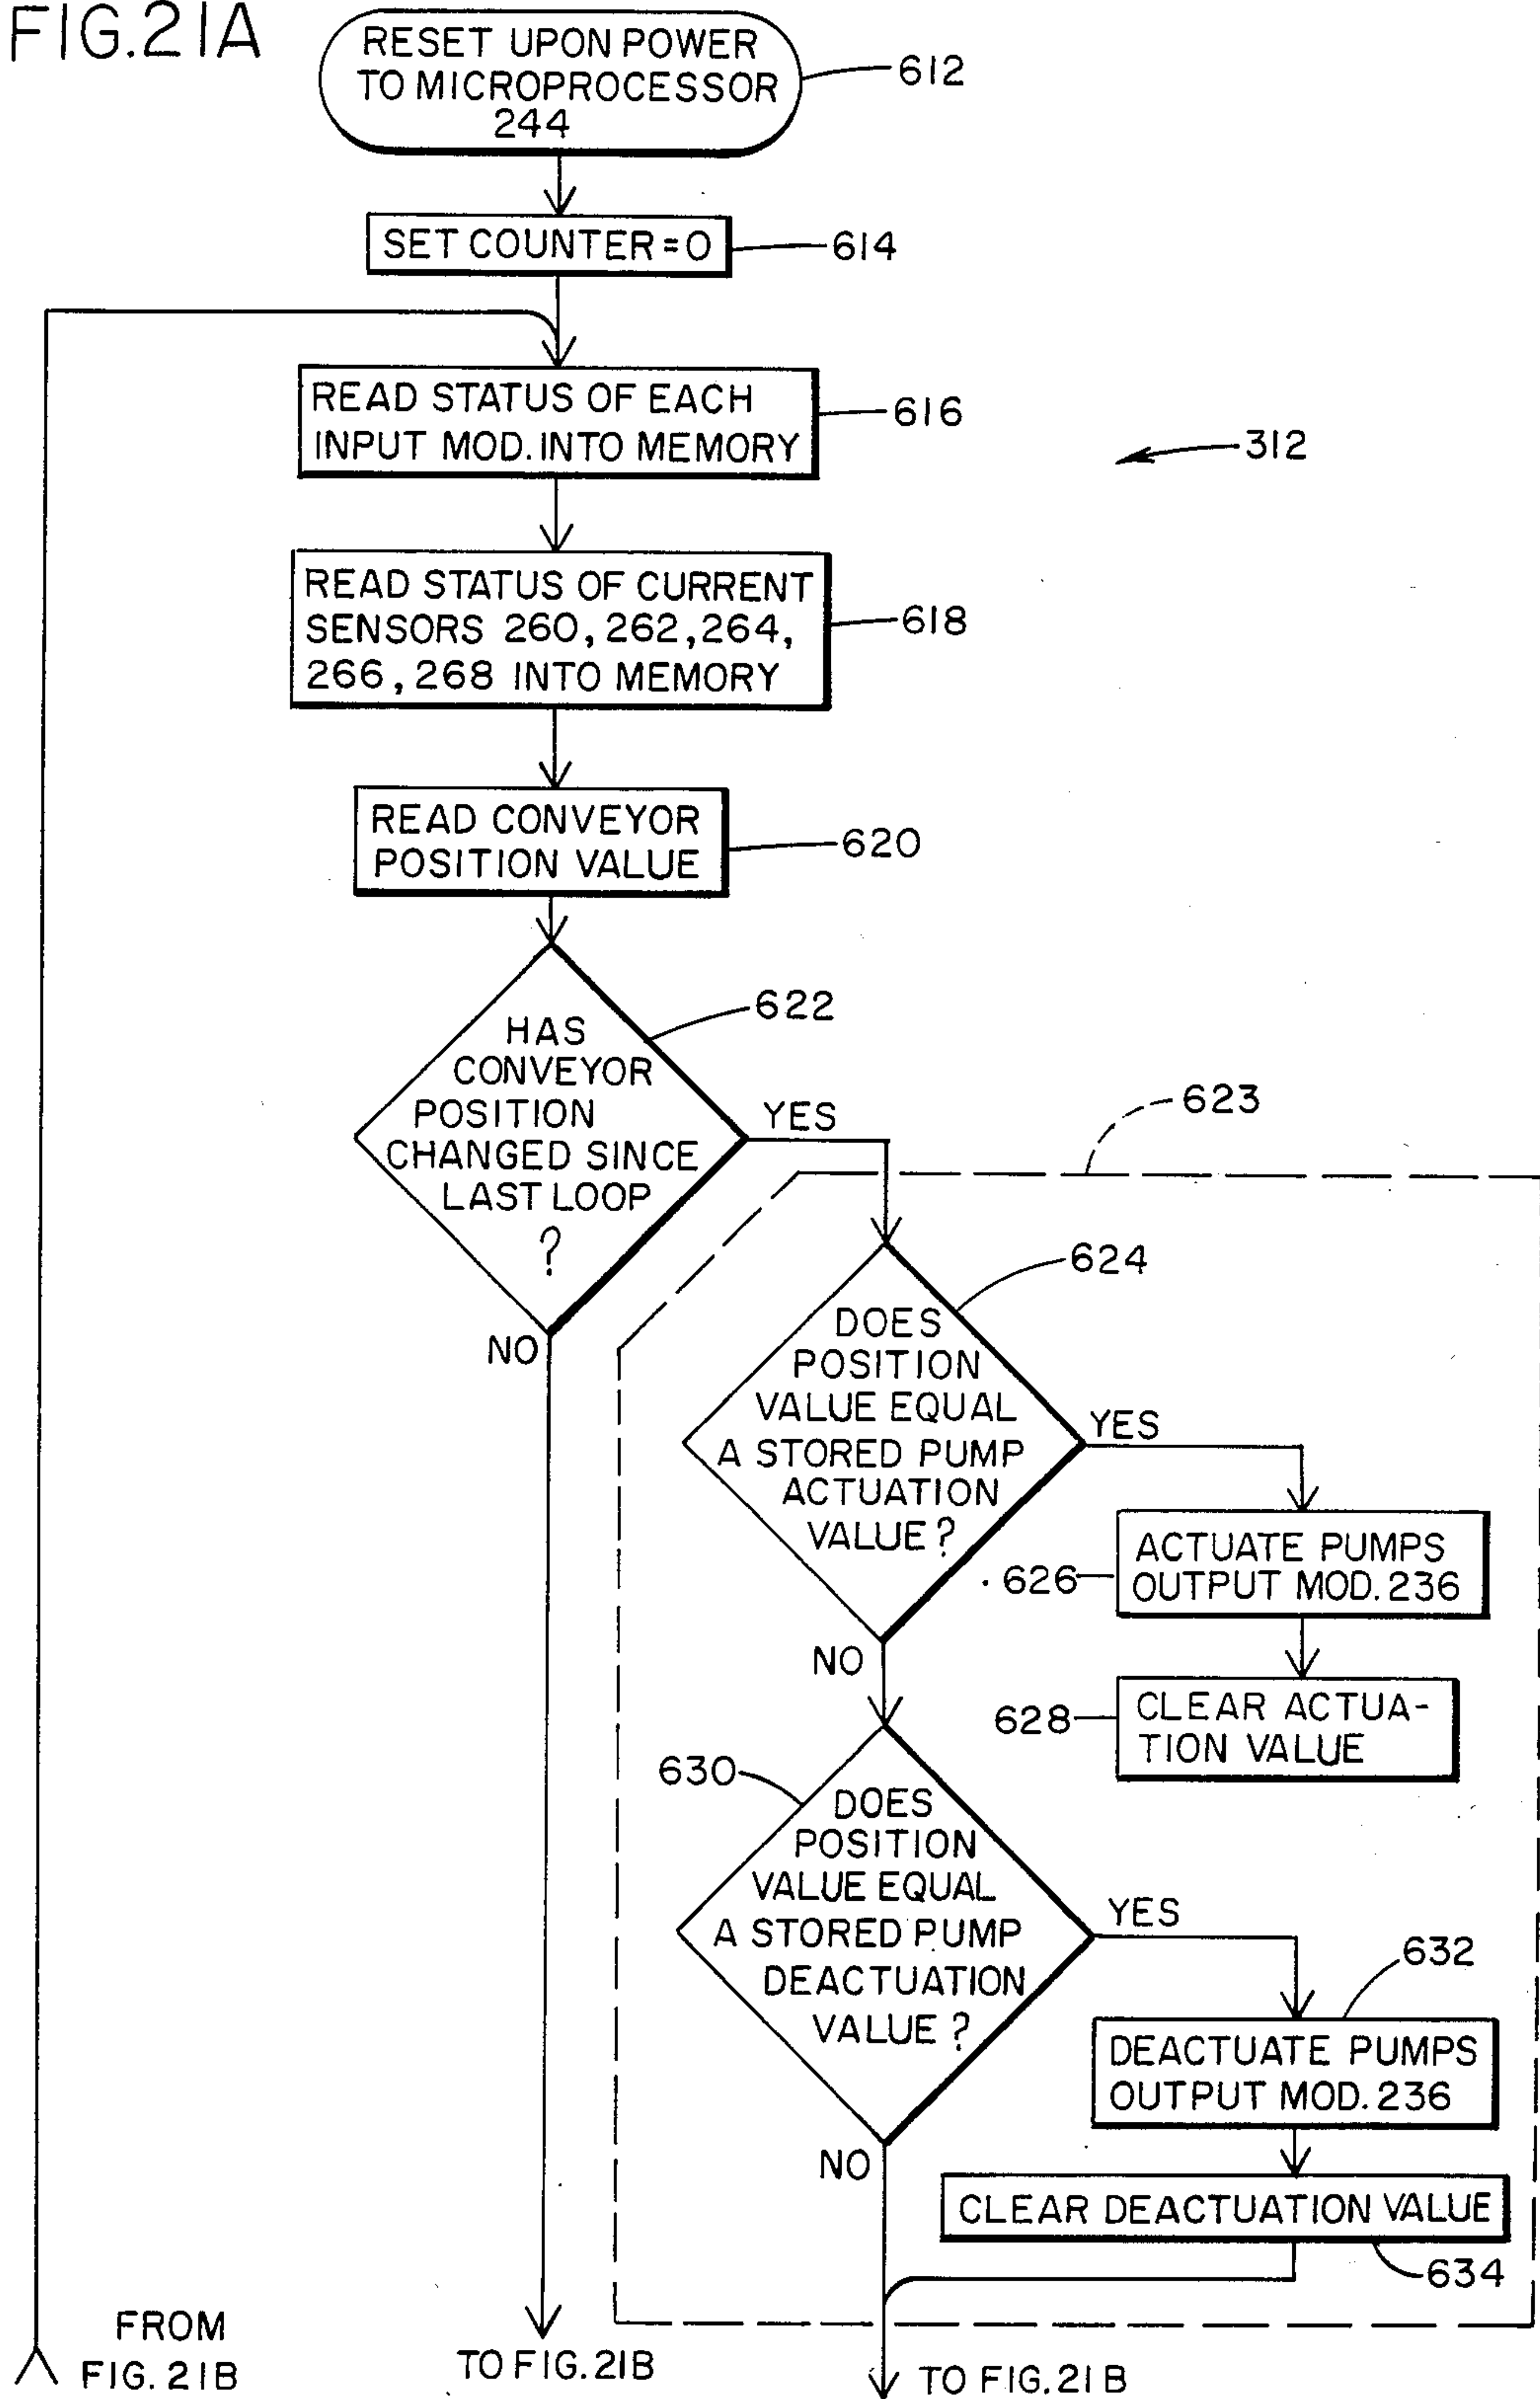 FIG. 21A
RESET UPON POWER
TO MICROPROCESSOR
244
612
SET COUNTER = 0
614
READ STATUS OF EACH
INPUT MOD. INTO MEMORY
616
312
READ STATUS OF CURRENT
SENSORS 260, 262, 264,
266, 268 INTO MEMORY
618
READ CONVEYOR
POSITION VALUE
620
HAS
CONVEYOR
POSITION
CHANGED SINCE
LAST LOOP
?
622
YES
NO
623
DOES
POSITION
VALUE EQUAL
A STORED PUMP
ACTUATION
VALUE ?
624
YES
NO
ACTUATE PUMPS
OUTPUT MOD. 236
626
CLEAR ACTUA-
TION VALUE
628
DOES
POSITION
VALUE EQUAL
A STORED PUMP
DEACTUATION
VALUE ?
630
YES
NO
632
DEACTUATE PUMPS
OUTPUT MOD. 236
CLEAR DEACTUATION VALUE
634
FROM
FIG. 21B
TO FIG. 21B
TO FIG. 21B